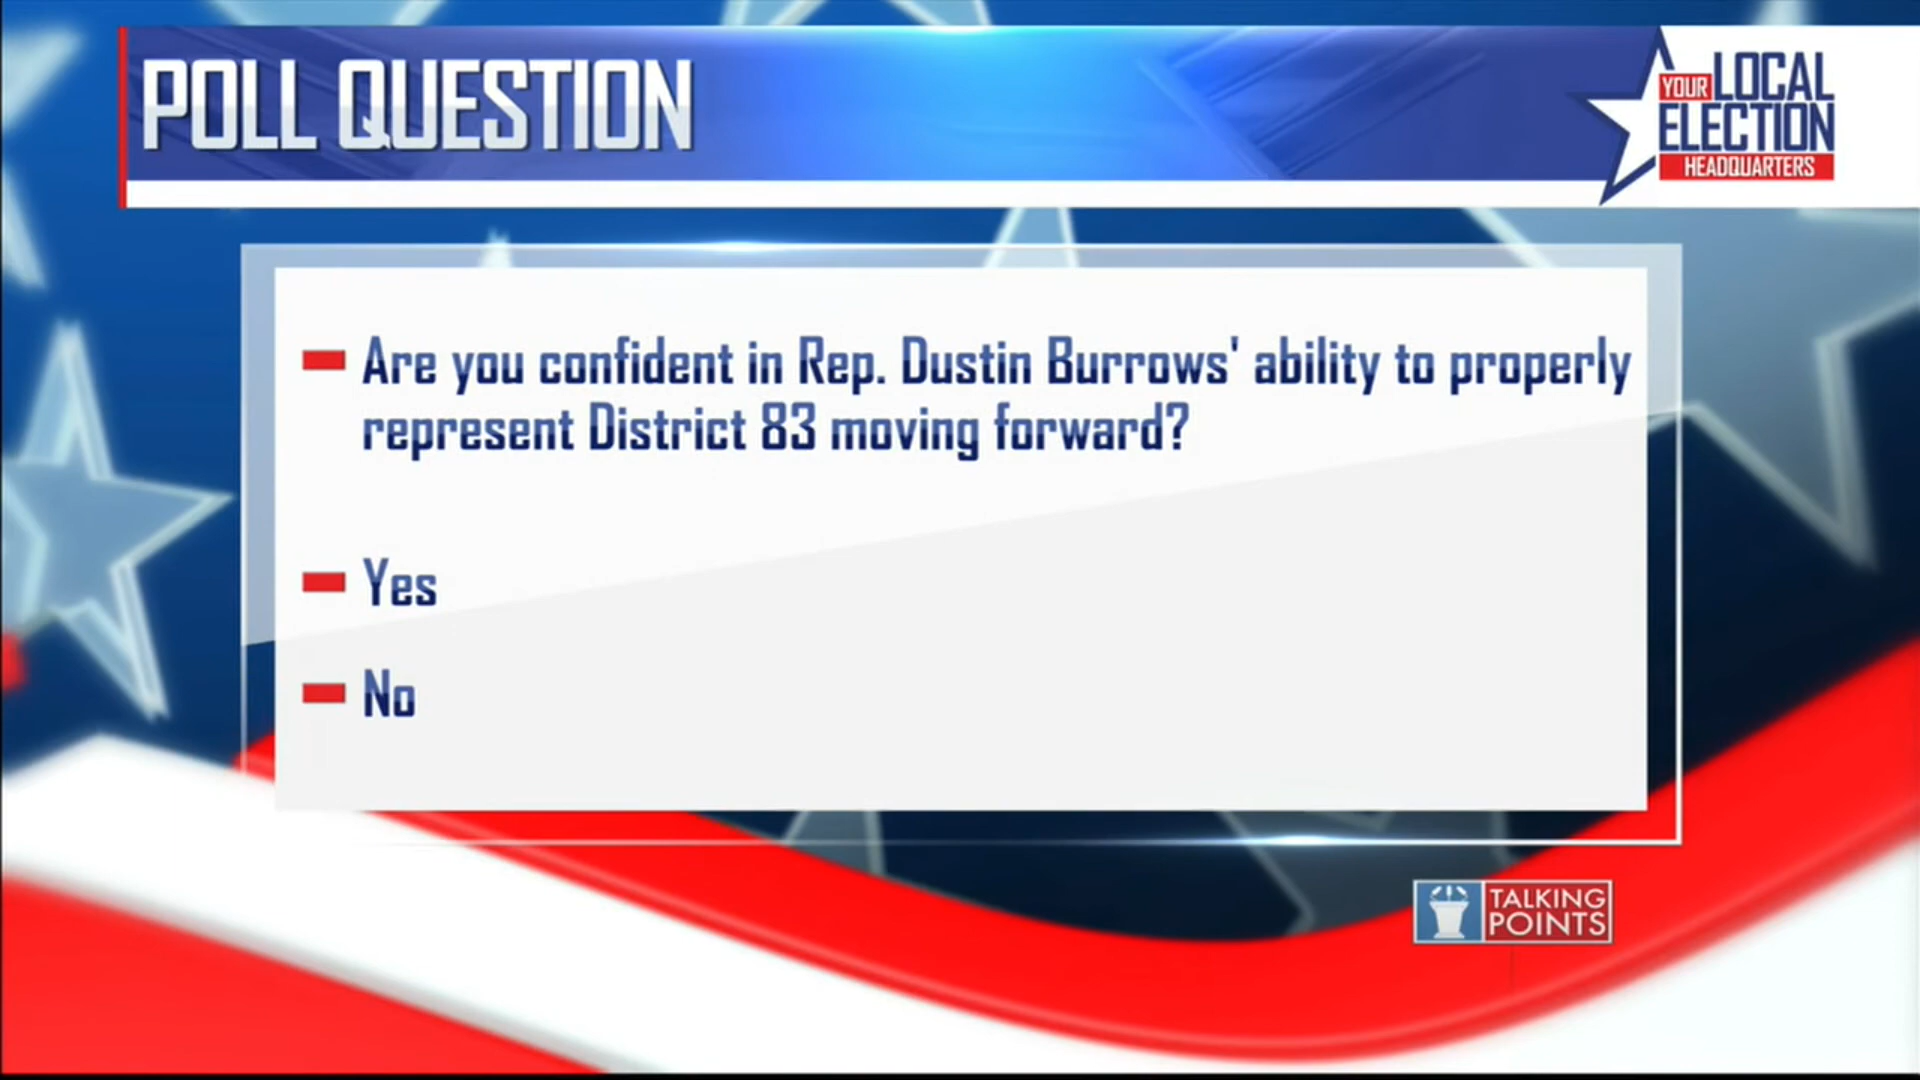 POLL QUESTION
YOUR LOCAL
ELECTION
HEADQUARTERS
Are you confident in Rep. Dustin Burrows' ability to properly
represent District 83 moving forward?
Yes
No
TALKING
POINTS